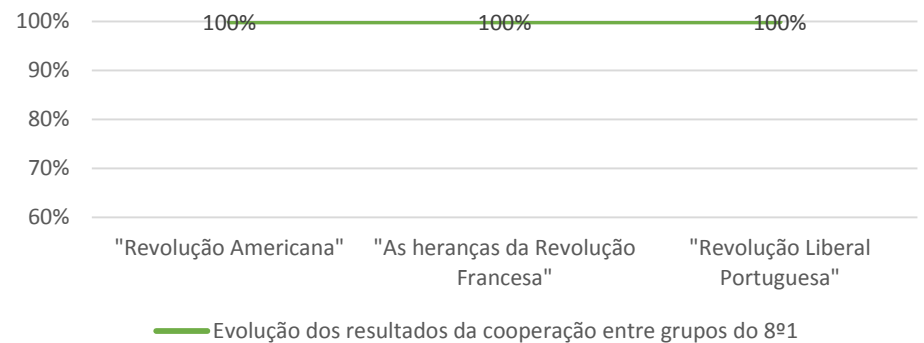 100%
90%
80%
70%
60%
100%
100%
100%
"Revolução Americana"
"As heranças da Revolução
Francesa"
"Revolução Liberal
Portuguesa"
Evolução dos resultados da cooperação entre grupos do 8º1